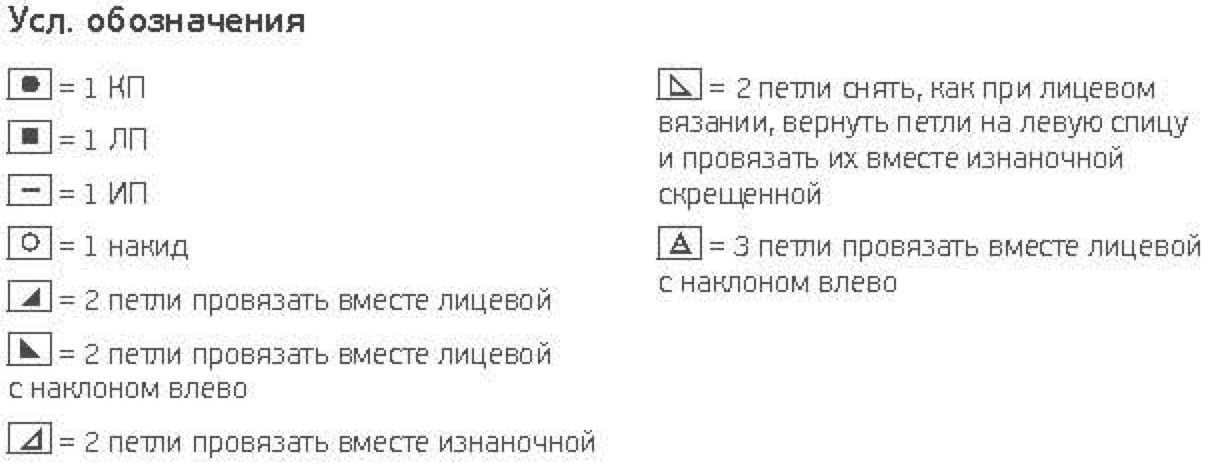 Усл. обозначения
= 1 КП
= 1 ЛП
= 1 ИП
= 1 накид
= 2 петли провязать вместе лицевой
= 2 петли провязать вместе лицевой
с наклоном влево
= 2 петли провязать вместе изнаночной
= 2 петли снять, как при лицевом
вязании, вернуть петли на левую спицу
и провязать их вместе изнаночной
скрещенной
= 3 петли провязать вместе лицевой
с наклоном влево